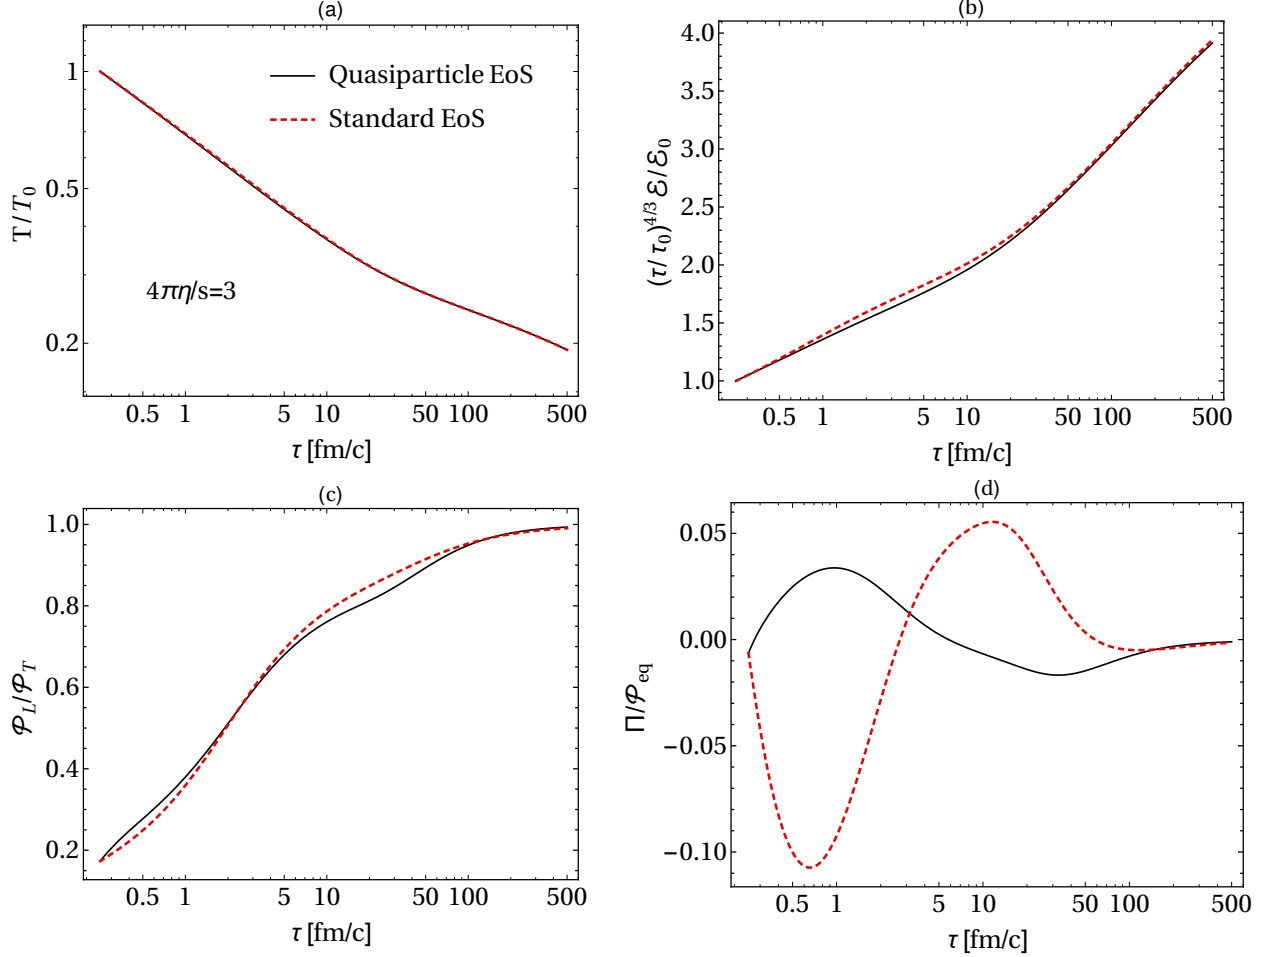 (a)
1
0.5
0.2
T/T0
Quasiparticle EoS
Standard EoS
4πη/s=3
0.5 1 5 10 50 100 500
τ [fm/c]
(b)
4.0
3.5
3.0
2.5
2.0
1.5
1.0
(τ/τ0)^4/3 ℰ/ℰ0
0.5 1 5 10 50 100 500
τ [fm/c]
(c)
1.0
0.8
0.6
0.4
0.2
𝒫L/𝒫T
0.5 1 5 10 50 100 500
τ [fm/c]
(d)
0.05
0.00
−0.05
−0.10
Π/𝒫eq
0.5 1 5 10 50 100 500
τ [fm/c]